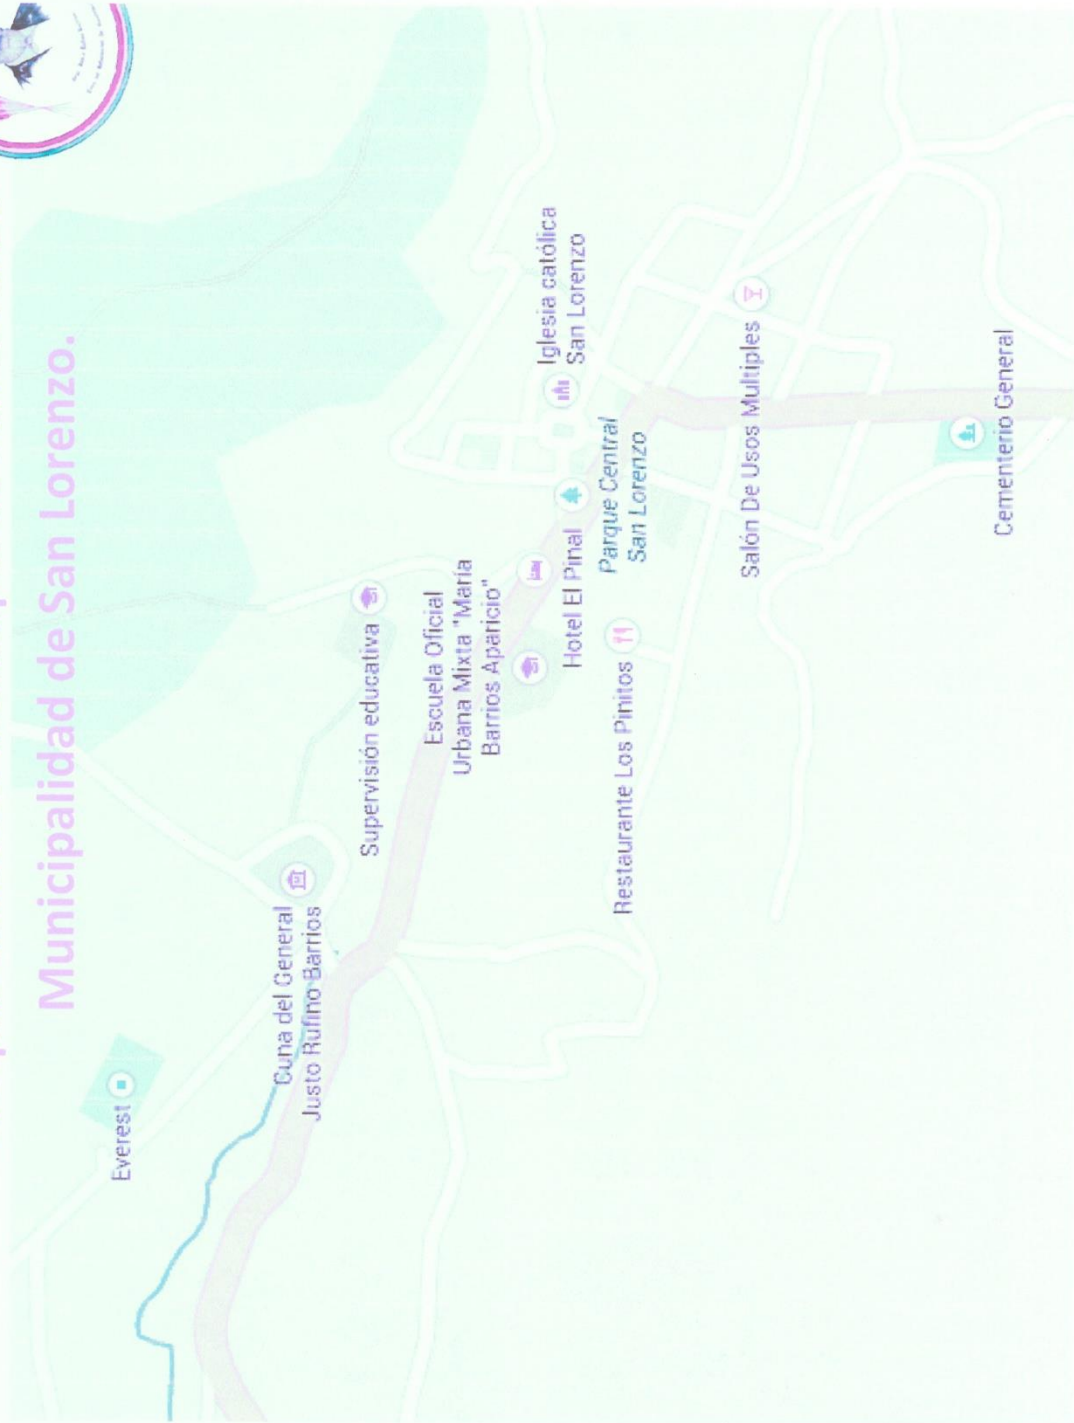 Municipalidad de San Lorenzo.
Everest
Cuna del General
Justo Rufino Barrios
Supervisión educativa
Escuela Oficial
Urbana Mixta "María
Barrios Aparicio"
Iglesia católica
San Lorenzo
Hotel El Pinal
Parque Central
San Lorenzo
Restaurante Los Pinitos
Salón De Usos Multiples
Cementerio General